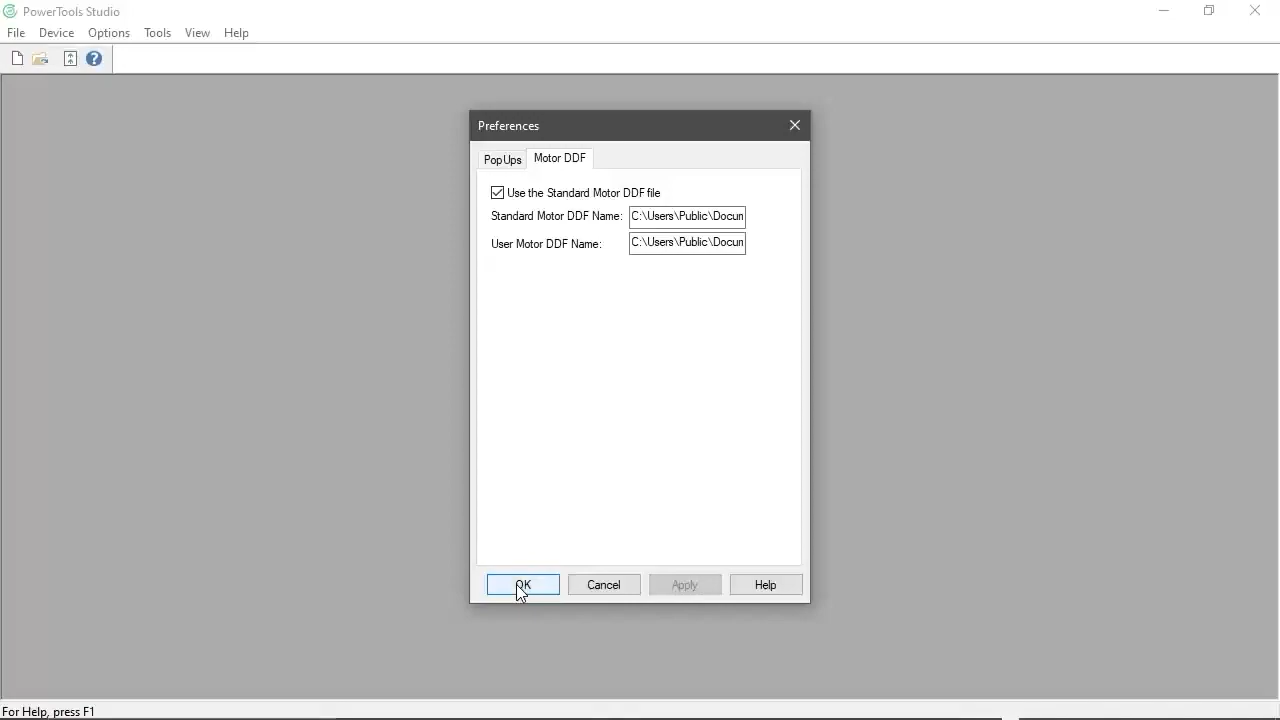 PowerTools Studio
File Device Options Tools View Help
Preferences
PopUps Motor DDF
Use the Standard Motor DDF file
Standard Motor DDF Name: C:\Users\Public\Docun
User Motor DDF Name: C:\Users\Public\Docun
OK Cancel Apply Help
For Help, press F1